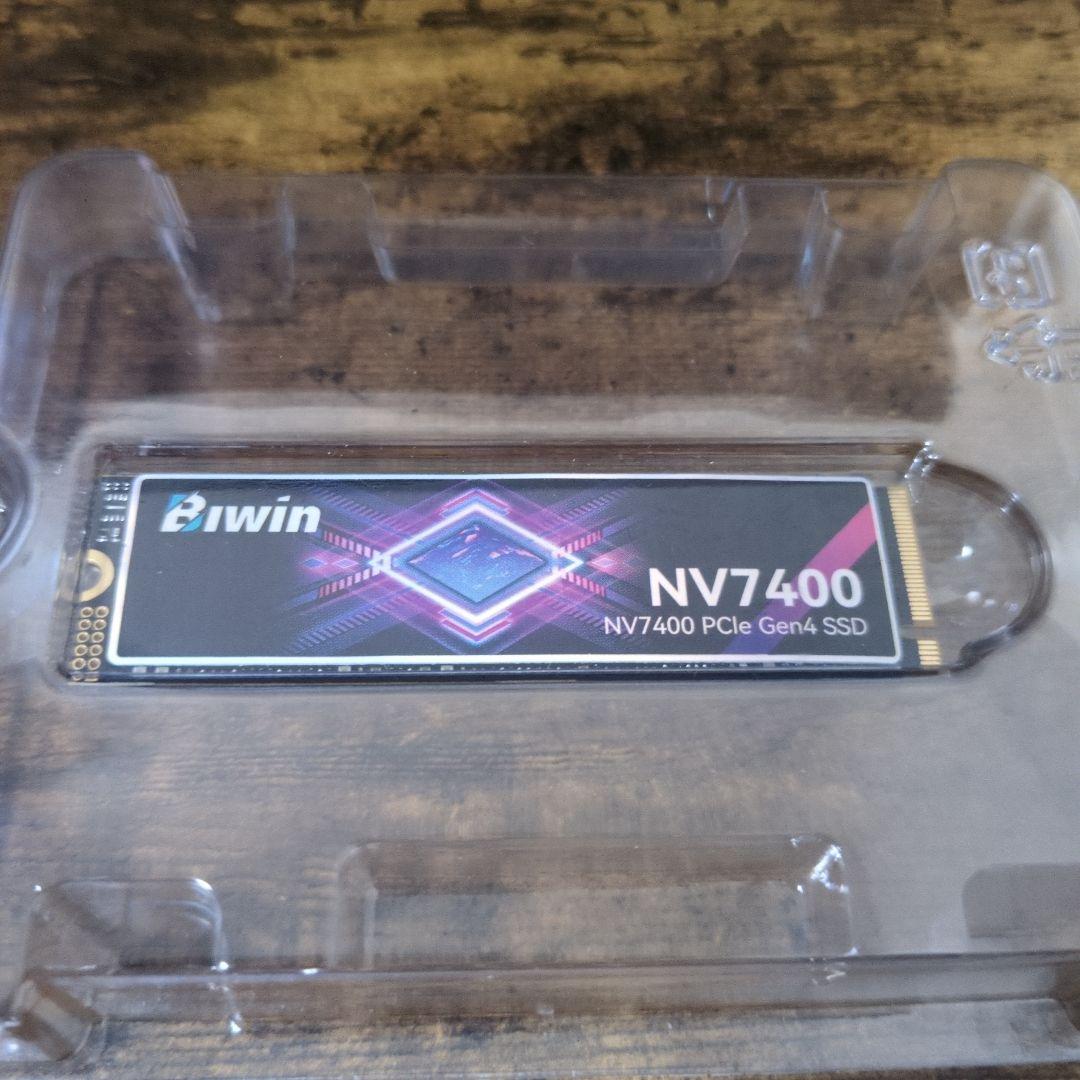 Biwin
NV7400
NV7400 PCIe Gen4 SSD